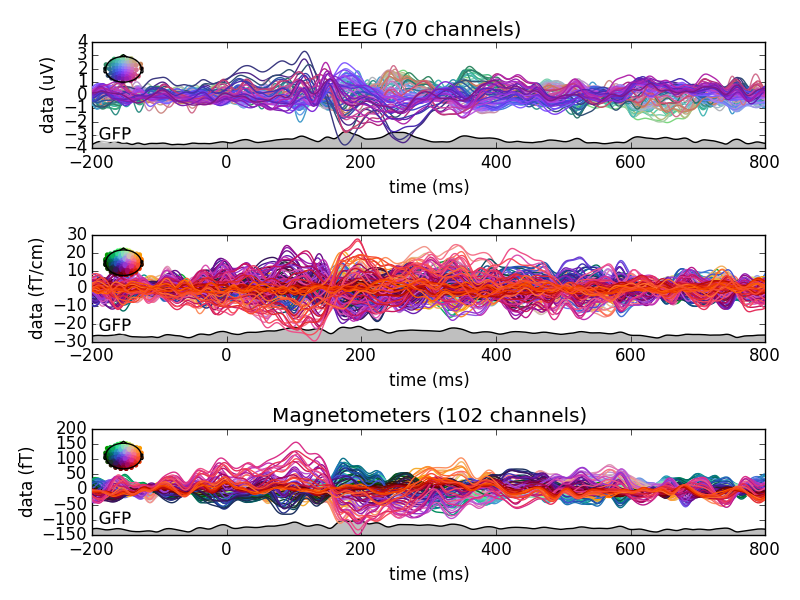 EEG (70 channels)
data (uV)
4
3
2
1
0
−1
−2
−3
−4
GFP
−200 0 200 400 600 800
time (ms)
Gradiometers (204 channels)
data (fT/cm)
30
20
10
0
−10
−20
−30
GFP
−200 0 200 400 600 800
time (ms)
Magnetometers (102 channels)
data (fT)
200
150
100
50
0
−50
−100
−150
GFP
−200 0 200 400 600 800
time (ms)